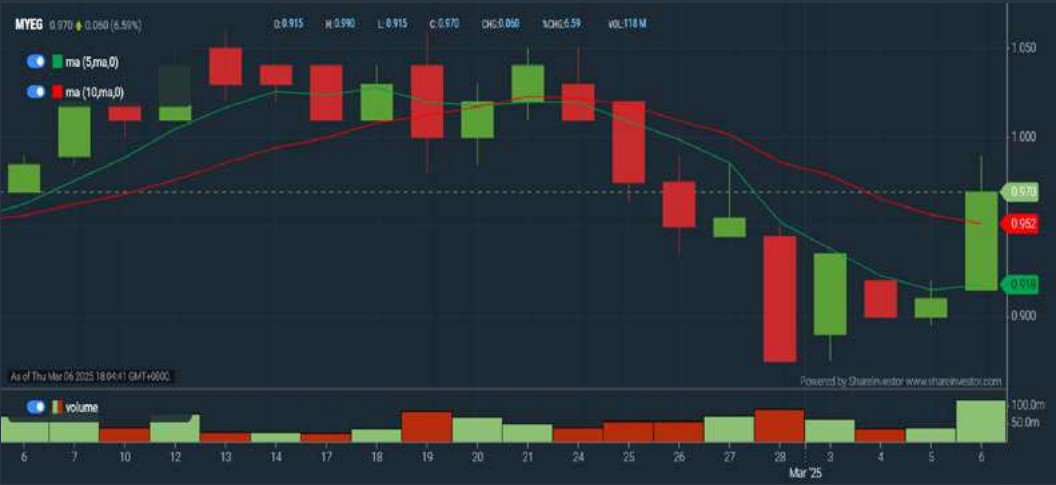 MYEG 0.970 0.060 (6.59%) O:0.915 H:0.990 L:0.915 C:0.970 CHG:0.060 %CHG:6.59 VOL:118 M
ma (5,ma,0)
ma (10,ma,0)
1.050
1.000
0.970
0.952
0.918
0.900
As of Thu Mar 06 2025 18:04:41 GMT+0800.
Powered by ShareInvestor www.shareinvestor.com
volume
100.0m
50.0m
6 7 10 12 13 14 17 18 19 20 21 24 25 26 27 28 3 4 5 6
Mar '25